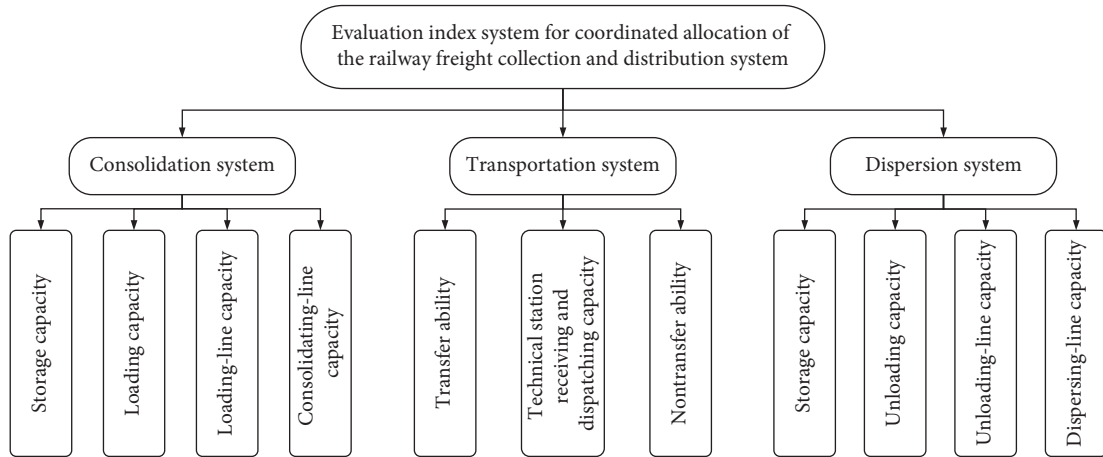 Evaluation index system for coordinated allocation of
the railway freight collection and distribution system
Consolidation system
Transportation system
Dispersion system
Storage capacity
Loading capacity
Loading-line capacity
Consolidating-line
capacity
Transfer ability
Technical station
receiving and
dispatching capacity
Nontransfer ability
Storage capacity
Unloading capacity
Unloading-line capacity
Dispersing-line capacity